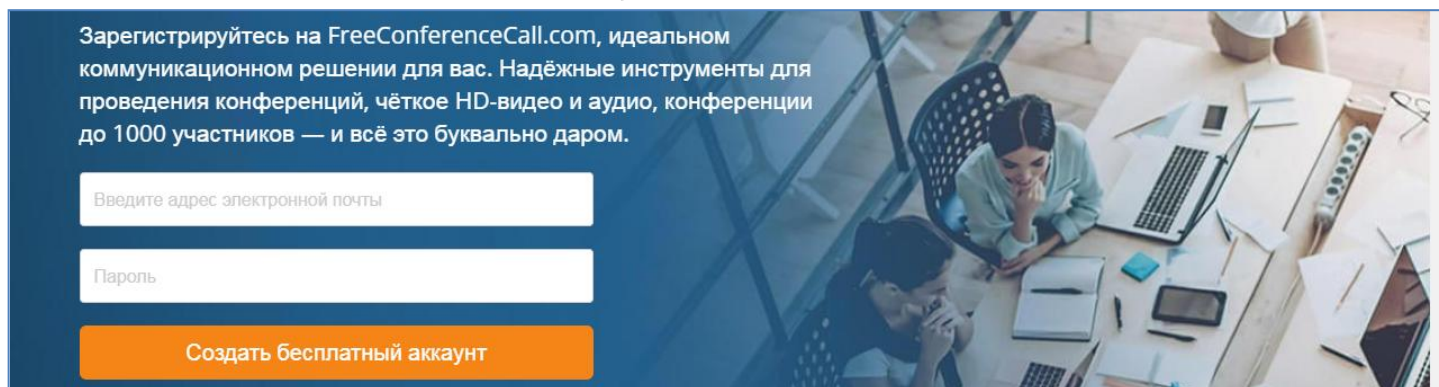 Зарегистрируйтесь на FreeConferenceCall.com, идеальном
коммуникационном решении для вас. Надёжные инструменты для
проведения конференций, чёткое HD-видео и аудио, конференции
до 1000 участников — и всё это буквально даром.
Введите адрес электронной почты
Пароль
Создать бесплатный аккаунт